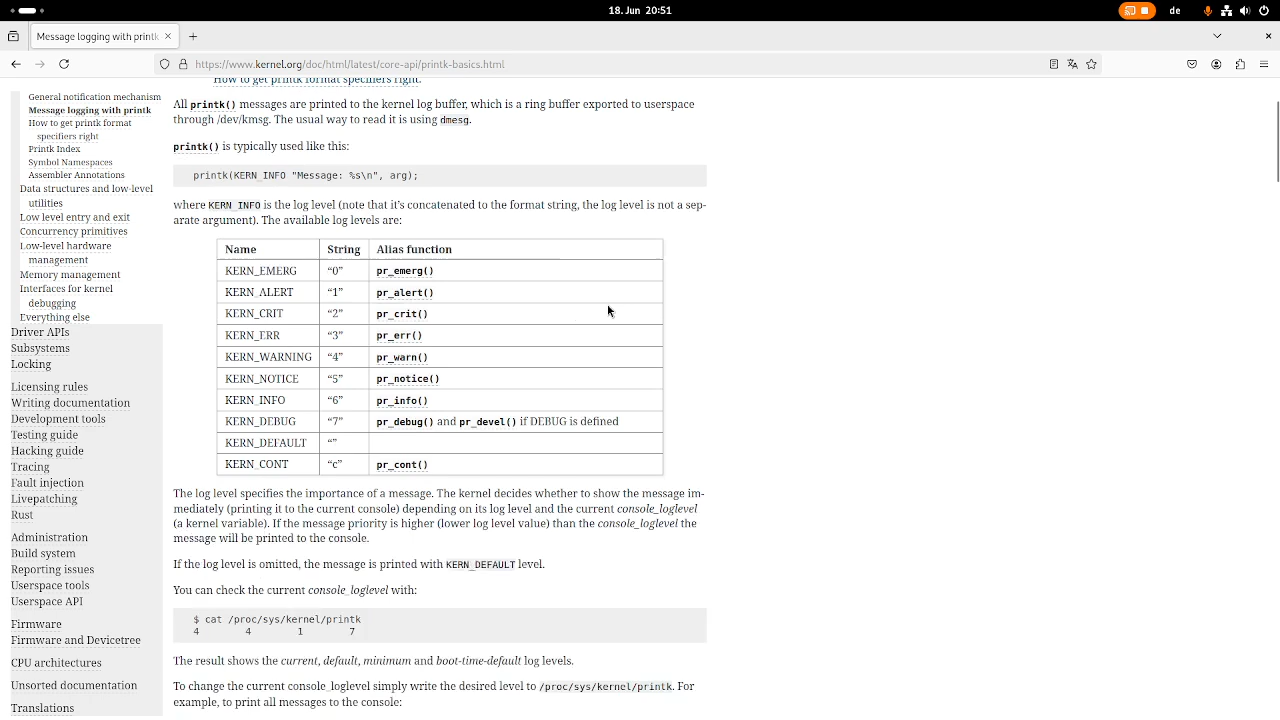 18. Jun 20:51
de
Message logging with printk
https://www.kernel.org/doc/html/latest/core-api/printk-basics.html
General notification mechanism
Message logging with printk
How to get printk format
specifiers right
Printk Index
Symbol Namespaces
Assembler Annotations
Data structures and low-level
utilities
Low level entry and exit
Concurrency primitives
Low-level hardware
management
Memory management
Interfaces for kernel
debugging
Everything else
Driver APIs
Subsystems
Locking
Licensing rules
Writing documentation
Development tools
Testing guide
Hacking guide
Tracing
Fault injection
Livepatching
Rust
Administration
Build system
Reporting issues
Userspace tools
Userspace API
Firmware
Firmware and Devicetree
CPU architectures
Unsorted documentation
Translations
How to get printk format specifiers right.
All printk() messages are printed to the kernel log buffer, which is a ring buffer exported to userspace
through /dev/kmsg. The usual way to read it is using dmesg.
printk() is typically used like this:
printk(KERN_INFO "Message: %s\n", arg);
where KERN_INFO is the log level (note that it’s concatenated to the format string, the log level is not a sep-
arate argument). The available log levels are:
Name String Alias function
KERN_EMERG “0” pr_emerg()
KERN_ALERT “1” pr_alert()
KERN_CRIT “2” pr_crit()
KERN_ERR “3” pr_err()
KERN_WARNING “4” pr_warn()
KERN_NOTICE “5” pr_notice()
KERN_INFO “6” pr_info()
KERN_DEBUG “7” pr_debug() and pr_devel() if DEBUG is defined
KERN_DEFAULT “”
KERN_CONT “c” pr_cont()
The log level specifies the importance of a message. The kernel decides whether to show the message im-
mediately (printing it to the current console) depending on its log level and the current console_loglevel
(a kernel variable). If the message priority is higher (lower log level value) than the console_loglevel the
message will be printed to the console.
If the log level is omitted, the message is printed with KERN_DEFAULT level.
You can check the current console_loglevel with:
$ cat /proc/sys/kernel/printk
4 4 1 7
The result shows the current, default, minimum and boot-time-default log levels.
To change the current console_loglevel simply write the desired level to /proc/sys/kernel/printk. For
example, to print all messages to the console: